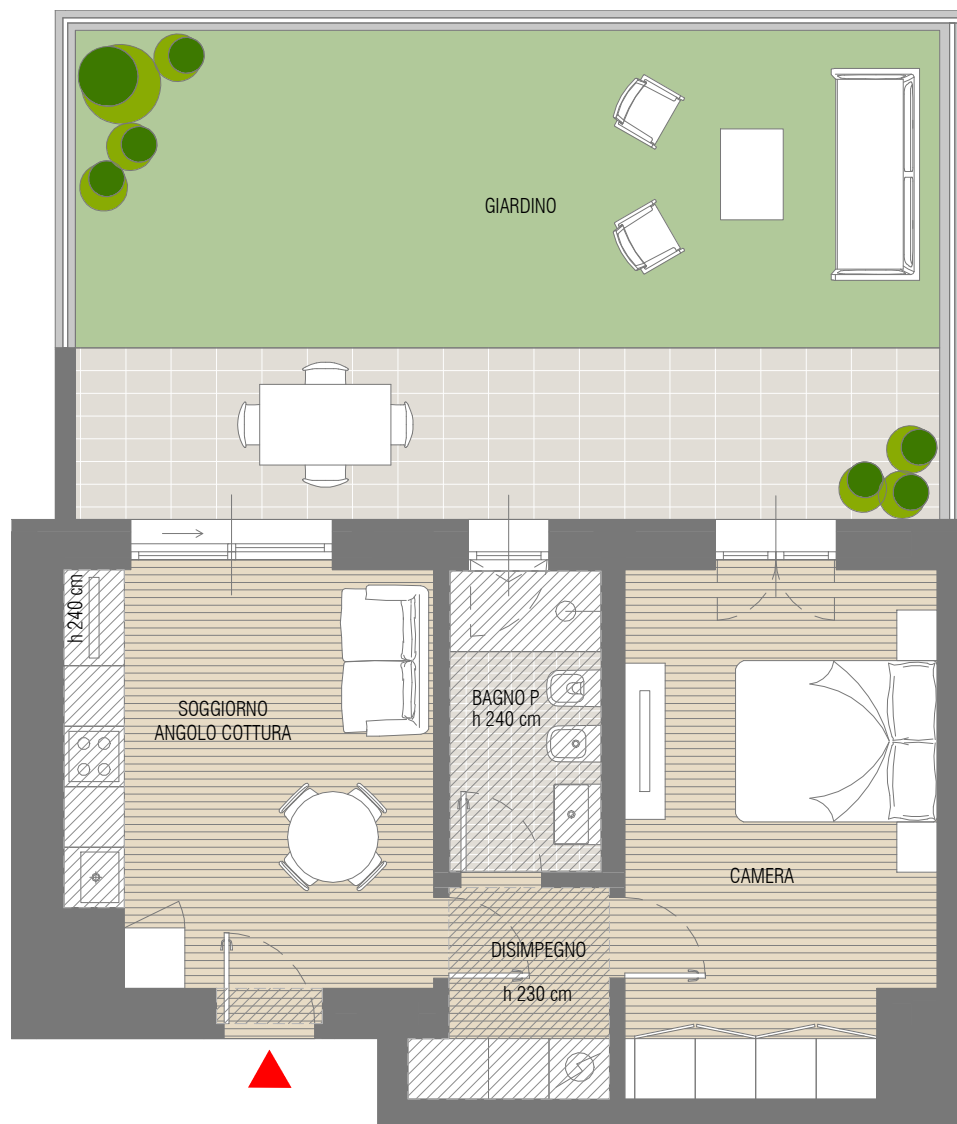 GIARDINO
h 240 cm
SOGGIORNO
ANGOLO COTTURA
BAGNO P
h 240 cm
CAMERA
DISIMPEGNO
h 230 cm